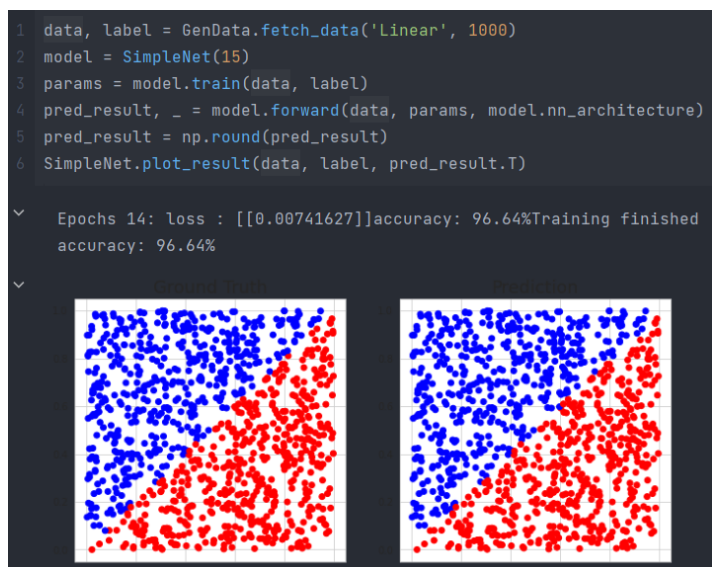 1 data, label = GenData.fetch_data('Linear', 1000)
2 model = SimpleNet(15)
3 params = model.train(data, label)
4 pred_result, _ = model.forward(data, params, model.nn_architecture)
5 pred_result = np.round(pred_result)
6 SimpleNet.plot_result(data, label, pred_result.T)
Epochs 14: loss : [[0.00741627]]accuracy: 96.64%Training finished
accuracy: 96.64%
Ground Truth Prediction